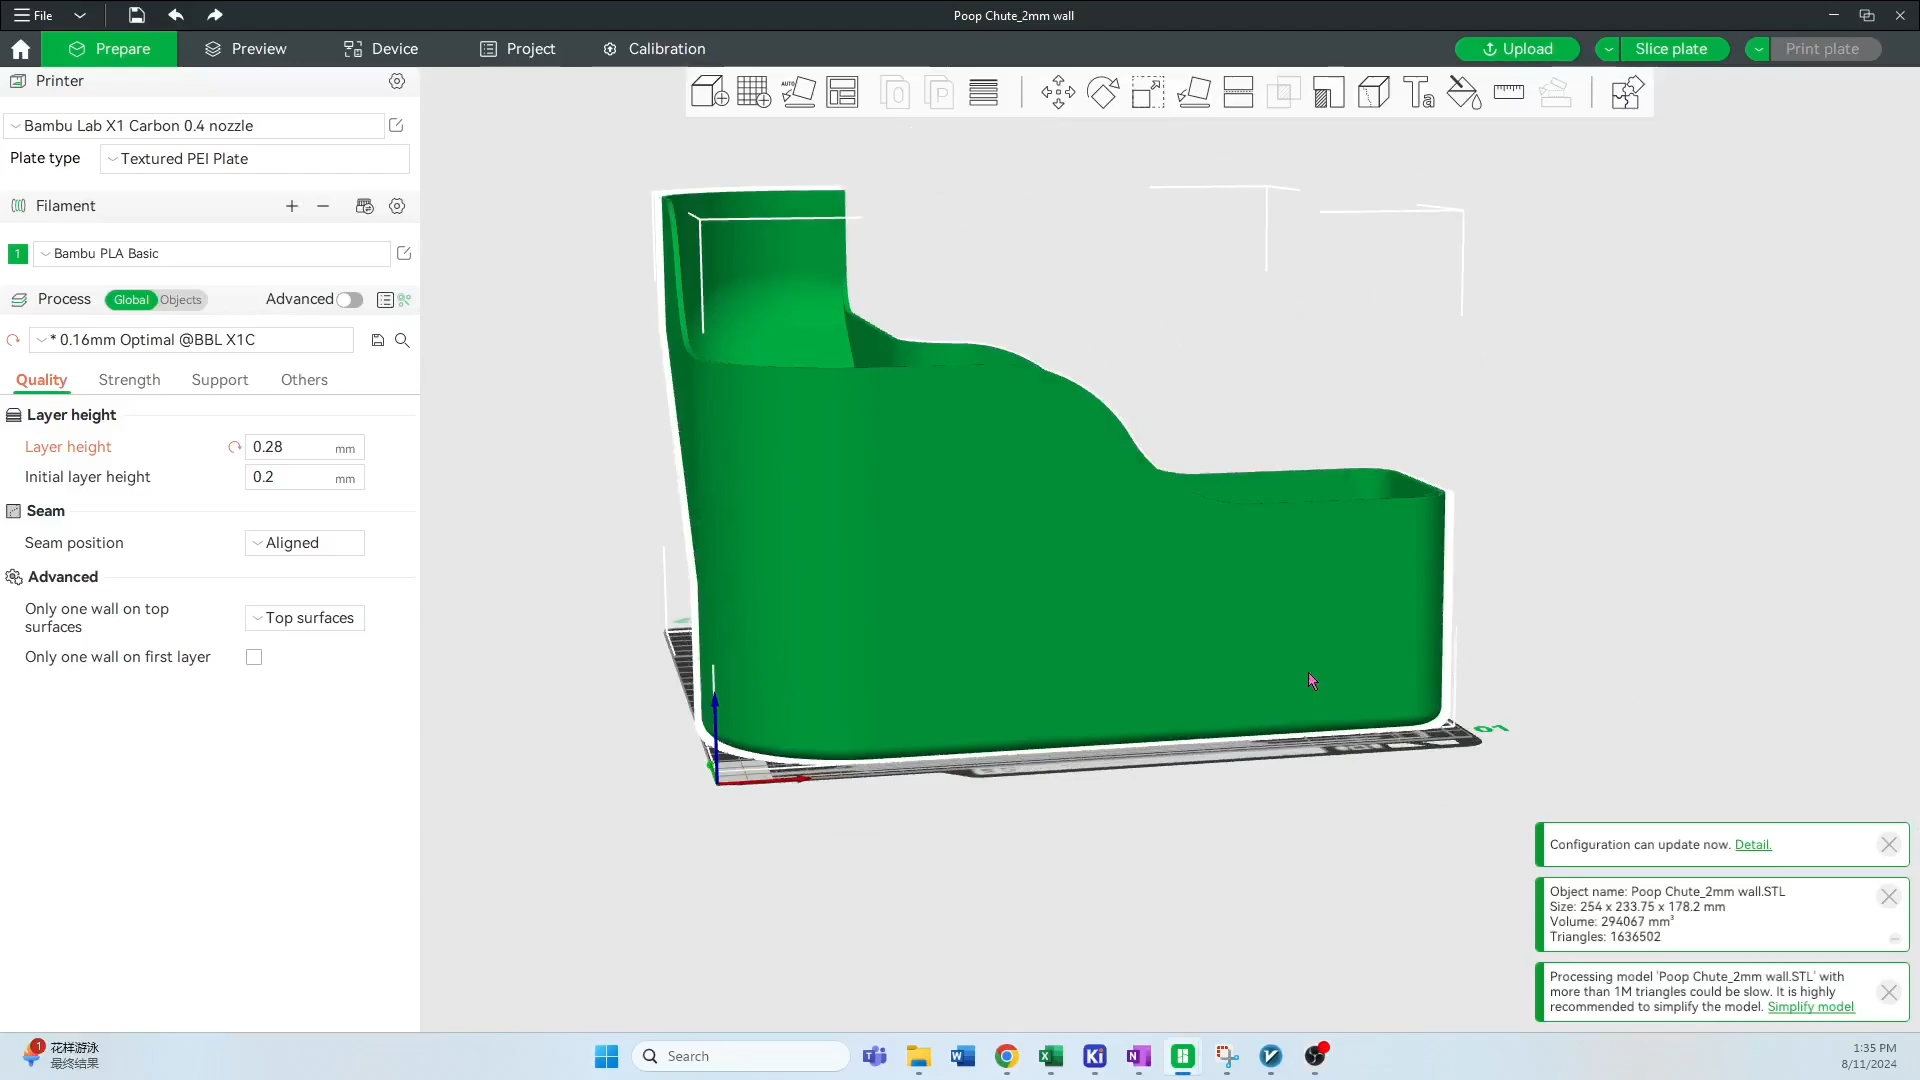 File
Poop Chute_2mm wall
Prepare
Preview
Device
Project
Calibration
Upload
Slice plate
Print plate
Printer
Bambu Lab X1 Carbon 0.4 nozzle
Plate type
Textured PEI Plate
Filament
1
Bambu PLA Basic
Process
Global
Objects
Advanced
* 0.16mm Optimal @BBL X1C
Quality
Strength
Support
Others
Layer height
Layer height
0.28
mm
Initial layer height
0.2
mm
Seam
Seam position
Aligned
Advanced
Only one wall on top
surfaces
Top surfaces
Only one wall on first layer
AUTO
0
P
Ta
01
Configuration can update now. Detail.
Object name: Poop Chute_2mm wall.STL
Size: 254 x 233.75 x 178.2 mm
Volume: 294067 mm³
Triangles: 1636502
Processing model 'Poop Chute_2mm wall.STL' with
more than 1M triangles could be slow. It is highly
recommended to simplify the model. Simplify model
1
花样游泳
最终结果
Search
Ki
1:35 PM
8/11/2024